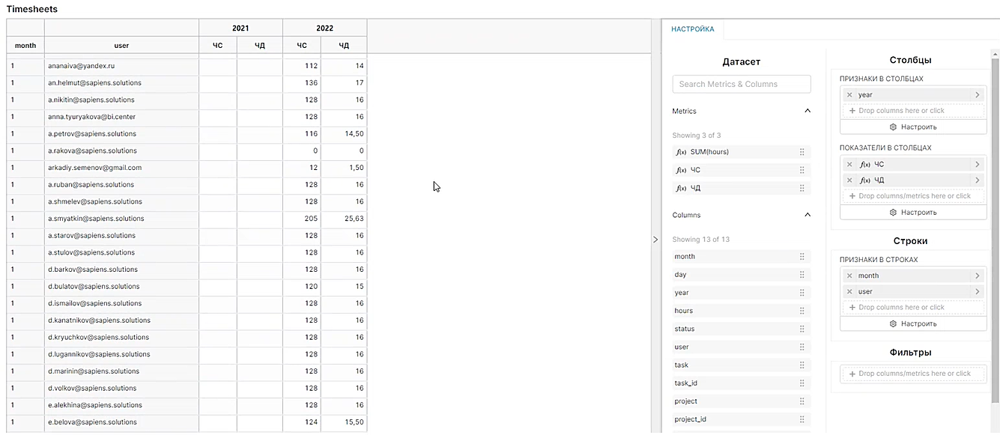 Timesheets
2021 2022
month user ЧС ЧД ЧС ЧД
1 ananaiva@yandex.ru 112 14
1 an.helmut@sapiens.solutions 136 17
1 a.nikitin@sapiens.solutions 128 16
1 anna.tyuryakova@bi.center 128 16
1 a.petrov@sapiens.solutions 116 14,50
1 a.rakova@sapiens.solutions 0 0
1 arkadiy.semenov@gmail.com 12 1,50
1 a.ruban@sapiens.solutions 128 16
1 a.shmelev@sapiens.solutions 128 16
1 a.smyatkin@sapiens.solutions 205 25,63
1 a.starov@sapiens.solutions 128 16
1 a.stulov@sapiens.solutions 128 16
1 d.barkov@sapiens.solutions 128 16
1 d.bulatov@sapiens.solutions 120 15
1 d.ismailov@sapiens.solutions 128 16
1 d.kanatnikov@sapiens.solutions 128 16
1 d.kryuchkov@sapiens.solutions 128 16
1 d.lugannikov@sapiens.solutions 128 16
1 d.marinin@sapiens.solutions 128 16
1 d.volkov@sapiens.solutions 128 16
1 e.alekhina@sapiens.solutions 128 16
1 e.belova@sapiens.solutions 124 15,50
НАСТРОЙКА
Датасет
Search Metrics & Columns
Metrics
Showing 3 of 3
f(x) SUM(hours)
f(x) ЧС
f(x) ЧД
Columns
Showing 13 of 13
month
day
year
hours
status
user
task
task_id
project
project_id
Столбцы
ПРИЗНАКИ В СТОЛБЦАХ
year
Drop columns here or click
Настроить
ПОКАЗАТЕЛИ В СТОЛБЦАХ
f(x) ЧС
f(x) ЧД
Drop columns/metrics here or click
Настроить
Строки
ПРИЗНАКИ В СТРОКАХ
month
user
Drop columns here or click
Настроить
Фильтры
Drop columns/metrics here or click